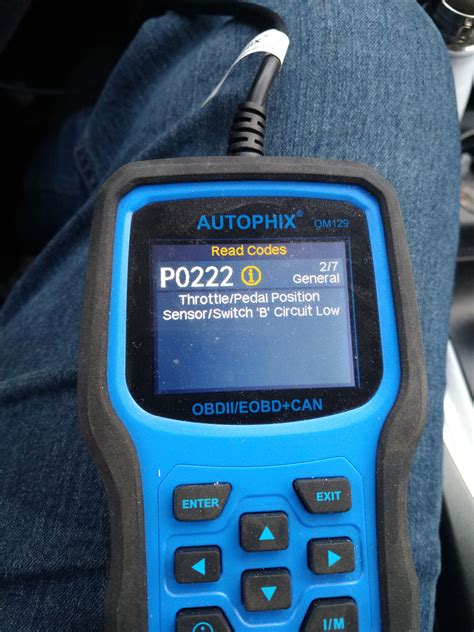 AUTOPHIX® OM129
Read Codes
P0222 i 2/7
General
Throttle/Pedal Position
Sensor/Switch 'B' Circuit Low
OBDII/EOBD+CAN
ENTER EXIT
I/M